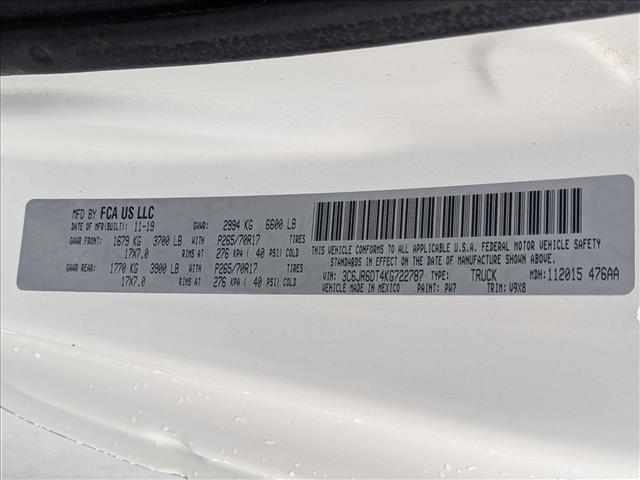 MFD BY FCA US LLC
DATE OF MFR(BUILT): 11-19 GVWR: 2994 KG 6600 LB
GAWR FRONT: 1679 KG 3700 LB WITH P265/70R17 TIRES
17X7.0 RIMS AT 276 KPA ( 40 PSI) COLD
GAWR REAR: 1770 KG 3900 LB WITH P265/70R17 TIRES
17X7.0 RIMS AT 276 KPA ( 40 PSI) COLD
THIS VEHICLE CONFORMS TO ALL APPLICABLE U.S.A. FEDERAL MOTOR VEHICLE SAFETY
STANDARDS IN EFFECT ON THE DATE OF MANUFACTURE SHOWN ABOVE.
VIN: 3C6JR6DT4KG722787 TYPE: TRUCK MDH: 112015 476AA
VEHICLE MADE IN MEXICO PAINT: PW7 TRIM: V9X8